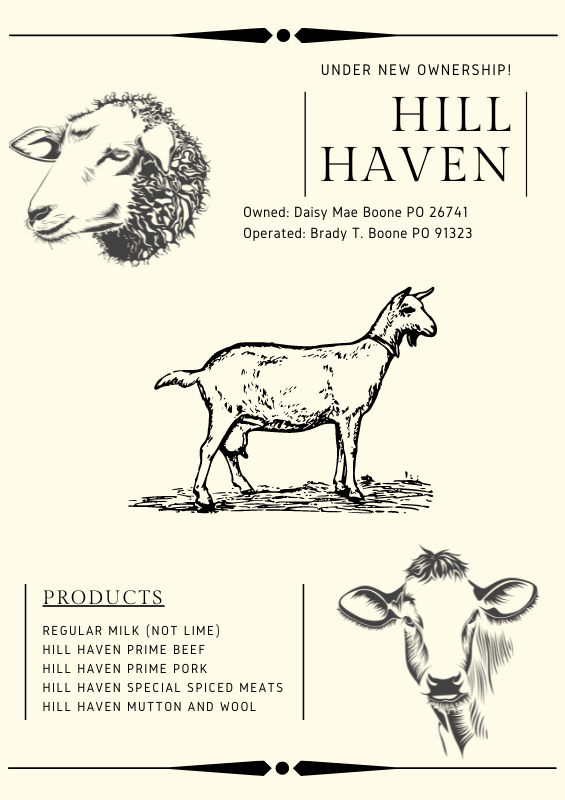 UNDER NEW OWNERSHIP!
HILL
HAVEN
Owned: Daisy Mae Boone PO 26741
Operated: Brady T. Boone PO 91323
PRODUCTS
REGULAR MILK (NOT LIME)
HILL HAVEN PRIME BEEF
HILL HAVEN PRIME PORK
HILL HAVEN SPECIAL SPICED MEATS
HILL HAVEN MUTTON AND WOOL